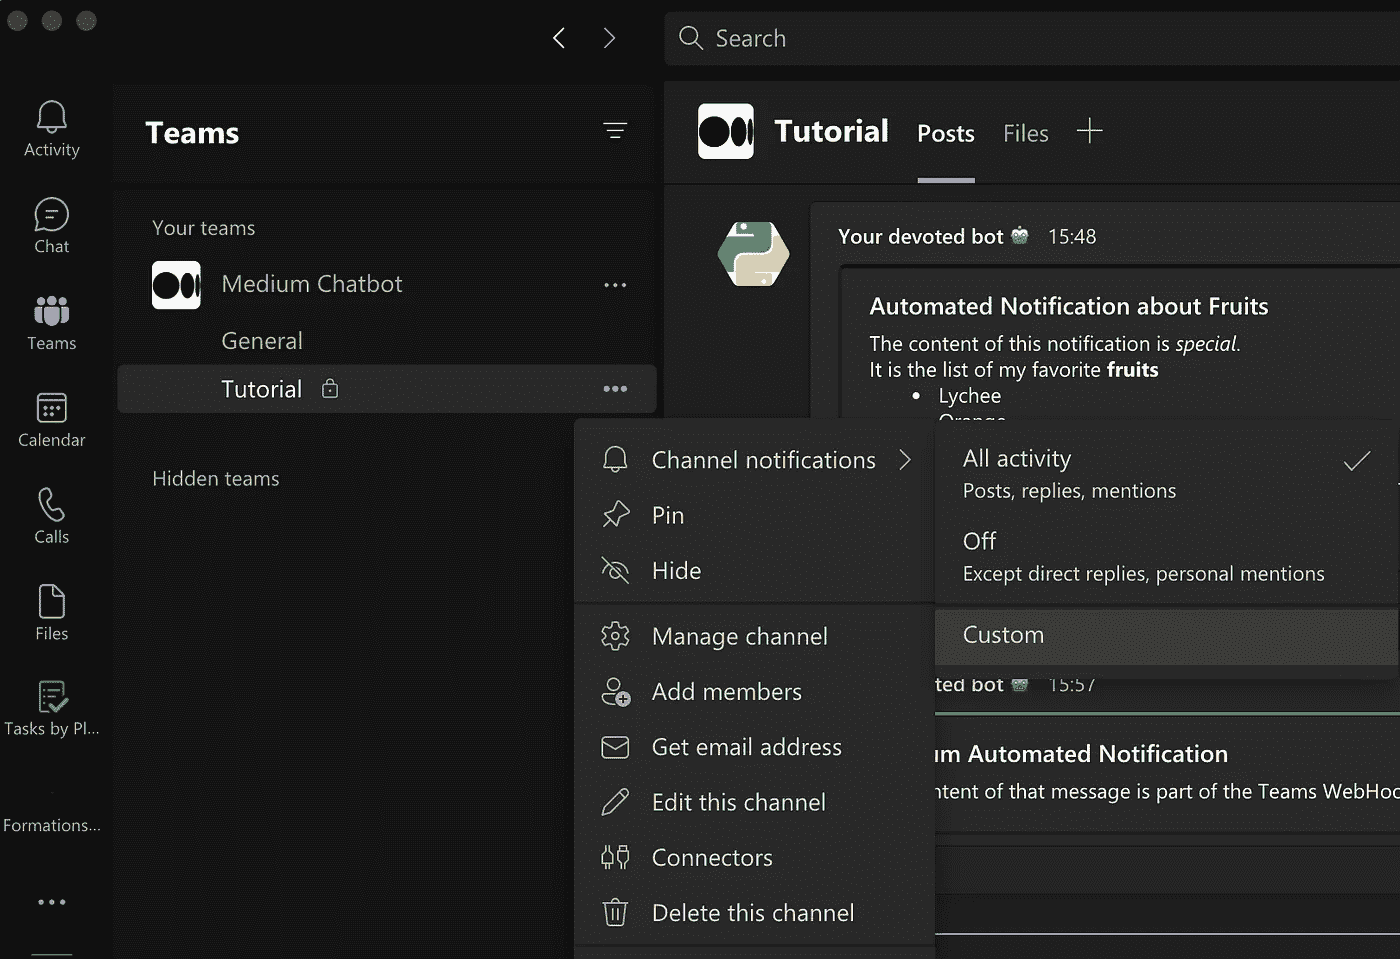 Search
Activity
Chat
Teams
Calendar
Calls
Files
Tasks by Pl...
Formations...
Teams
Your teams
Medium Chatbot
General
Tutorial
Hidden teams
Tutorial
Posts
Files
Your devoted bot 15:48
Automated Notification about Fruits
The content of this notification is special.
It is the list of my favorite fruits
• Lychee
Orange
Channel notifications
Pin
Hide
Manage channel
Add members
Get email address
Edit this channel
Connectors
Delete this channel
All activity
Posts, replies, mentions
Off
Except direct replies, personal mentions
Custom
ted bot 15:57
um Automated Notification
ntent of that message is part of the Teams WebHoo